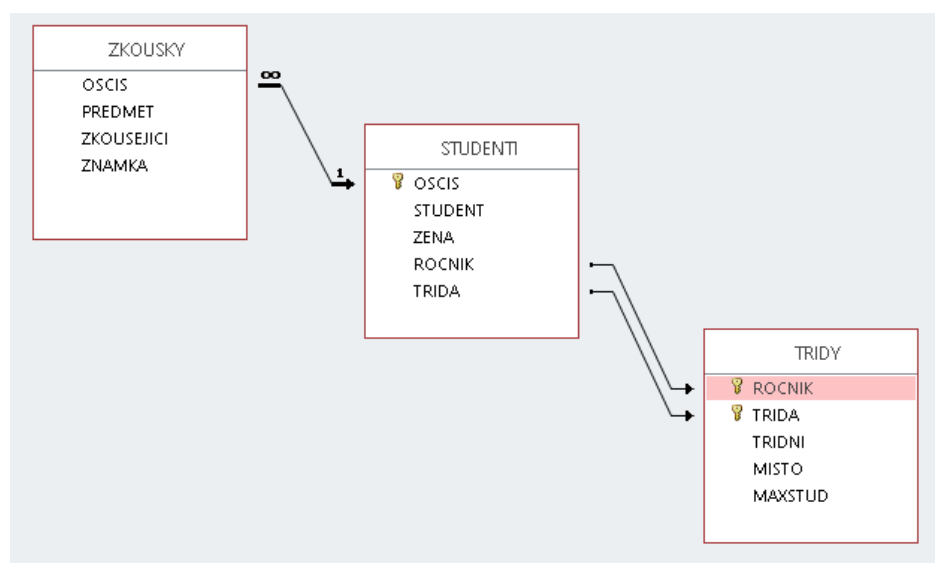 ZKOUSKY
OSCIS
PREDMET
ZKOUSEJICI
ZNAMKA
∞
1
STUDENTI
OSCIS
STUDENT
ZENA
ROCNIK
TRIDA
TRIDY
ROCNIK
TRIDA
TRIDNI
MISTO
MAXSTUD